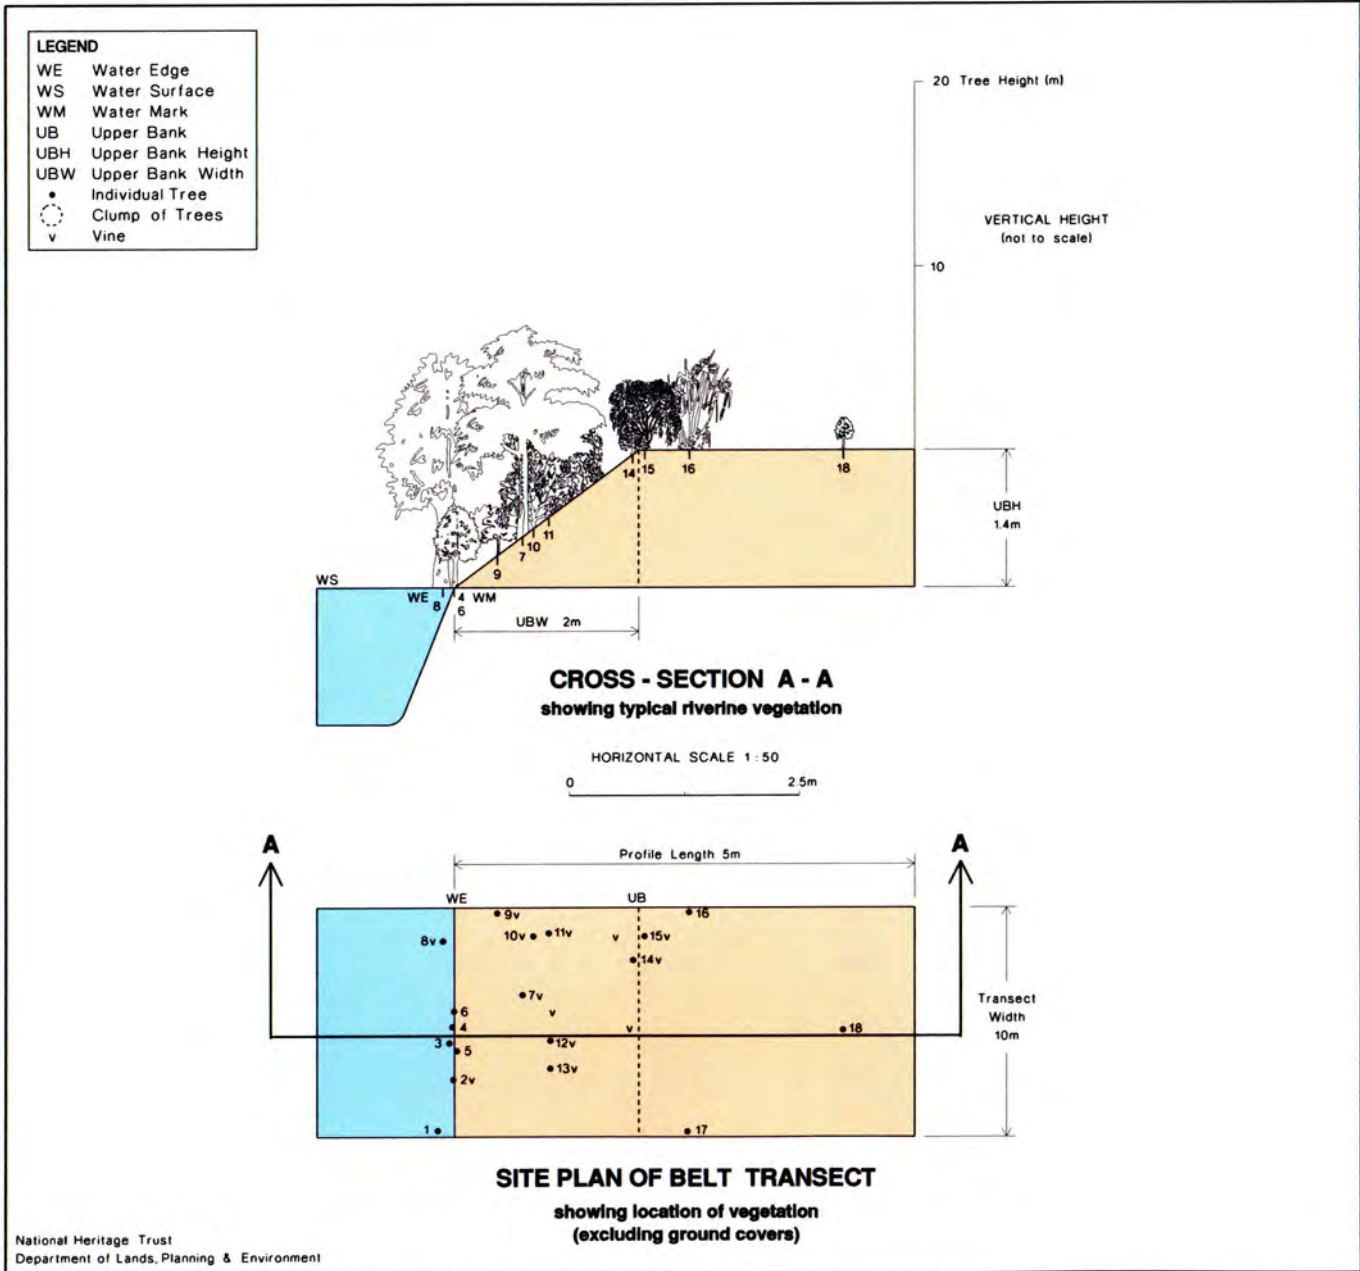 LEGEND
WE Water Edge
WS Water Surface
WM Water Mark
UB Upper Bank
UBH Upper Bank Height
UBW Upper Bank Width
Individual Tree
Clump of Trees
v Vine
20 Tree Height (m)
VERTICAL HEIGHT
(not to scale)
10
14 15 16 18
UBH
1.4m
11
10
7
9
WS
WE 8 4 WM
6
UBW 2m
CROSS - SECTION A - A
showing typical riverine vegetation
HORIZONTAL SCALE 1 : 50
0 2.5m
A A
Profile Length 5m
WE UB
9v 16
10v 11v v 15v
8v
14v
7v
6 v
4 v 18
3 12v
5
13v
2v
1 17
Transect
Width
10m
SITE PLAN OF BELT TRANSECT
showing location of vegetation
(excluding ground covers)
National Heritage Trust
Department of Lands, Planning & Environment